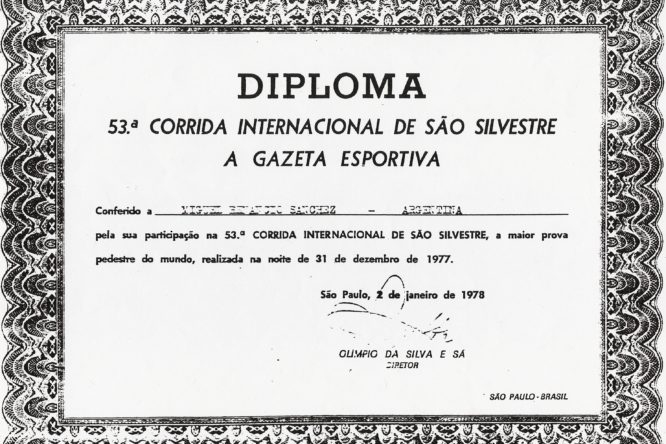 DIPLOMA
53.ª CORRIDA INTERNACIONAL DE SÃO SILVESTRE
A GAZETA ESPORTIVA
Conferido a MIGUEL BENANCIO SANCHEZ - ARGENTINA
pela sua participação na 53.ª CORRIDA INTERNACIONAL DE SÃO SILVESTRE, a maior prova
pedestre do mundo, realizada na noite de 31 de dezembro de 1977.
São Paulo, 2 de janeiro de 1978
OLIMPIO DA SILVA E SÁ
DIRETOR
SÃO PAULO - BRASIL